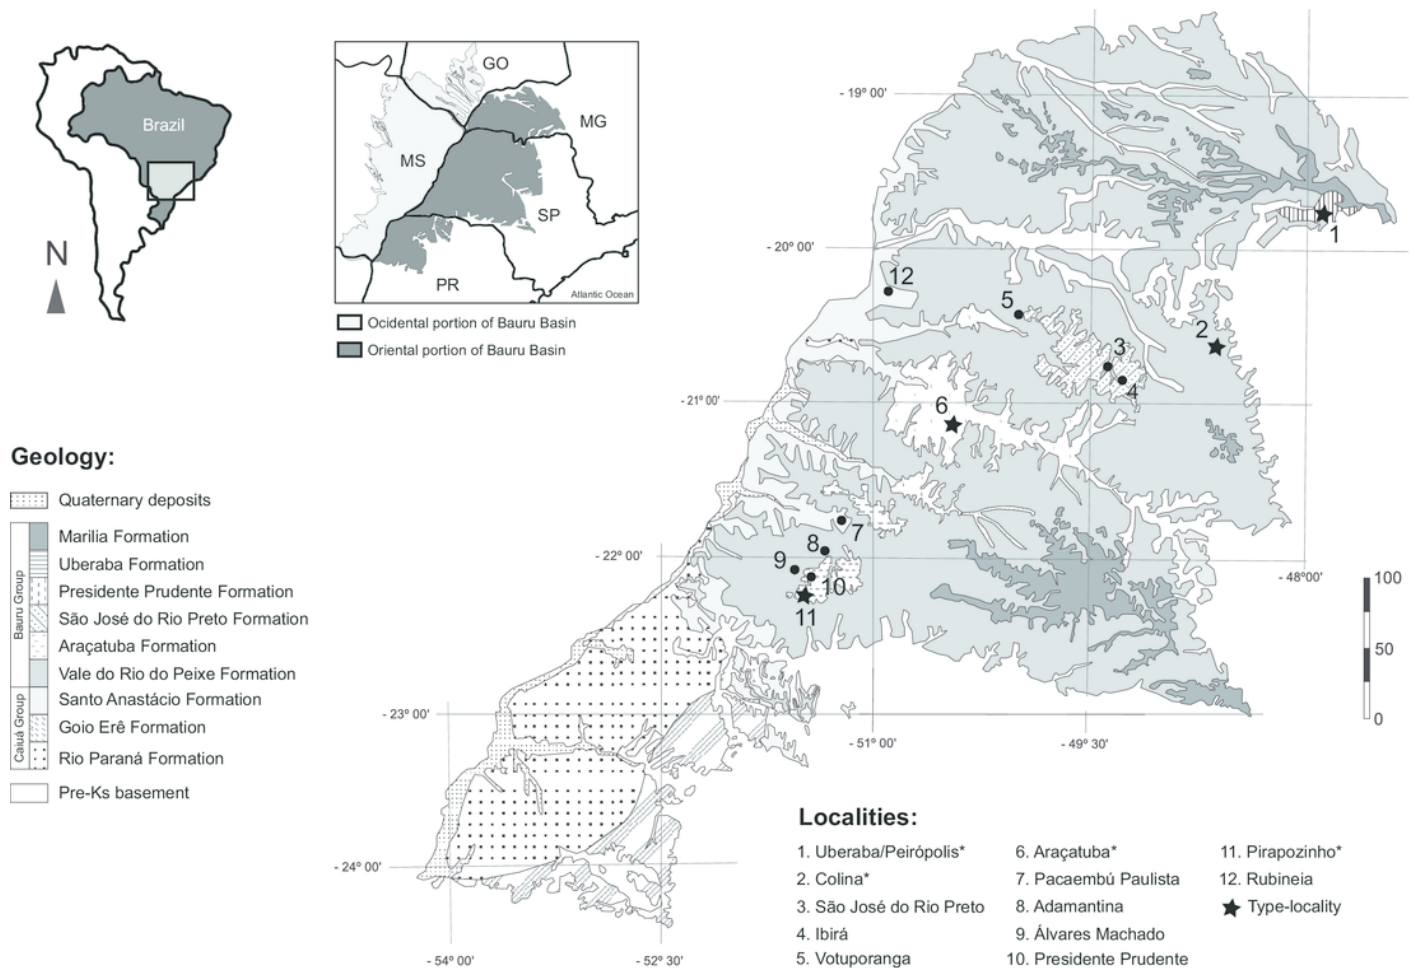 Brazil
N
GO
MG
MS
SP
PR
Atlantic Ocean
Ocidental portion of Bauru Basin
Oriental portion of Bauru Basin
Geology:
Quaternary deposits
Bauru Group
Marilia Formation
Uberaba Formation
Presidente Prudente Formation
São José do Rio Preto Formation
Araçatuba Formation
Vale do Rio do Peixe Formation
Caiuá Group
Santo Anastácio Formation
Goio Erê Formation
Rio Paraná Formation
Pre-Ks basement
- 19° 00'
- 20° 00'
- 21° 00'
- 22° 00'
- 23° 00'
- 24° 00'
- 54° 00'
- 52° 30'
- 51° 00'
- 49° 30'
- 48° 00'
1
12
5
2
3
4
6
7
8
9
10
11
100
50
0
Localities:
1. Uberaba/Peirópolis*
2. Colina*
3. São José do Rio Preto
4. Ibirá
5. Votuporanga
6. Araçatuba*
7. Pacaembú Paulista
8. Adamantina
9. Álvares Machado
10. Presidente Prudente
11. Pirapozinho*
12. Rubineia
Type-locality